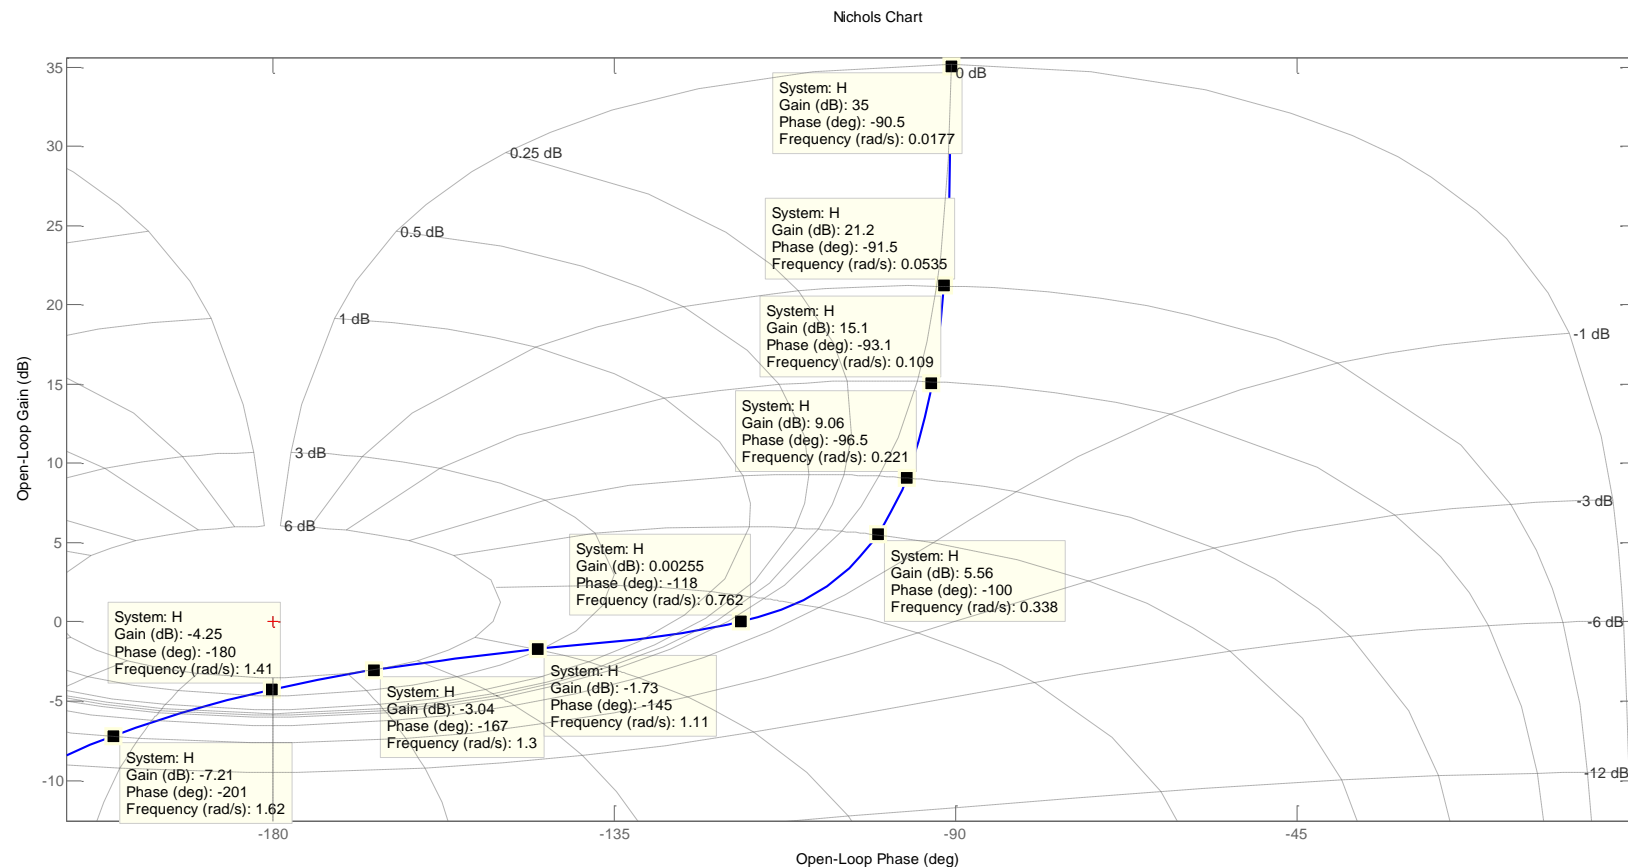 Nichols Chart
35
30
25
20
15
10
5
0
-5
-10
Open-Loop Gain (dB)
0 dB
0.25 dB
0.5 dB
1 dB
3 dB
6 dB
-1 dB
-3 dB
-6 dB
-12 dB
System: H
Gain (dB): 35
Phase (deg): -90.5
Frequency (rad/s): 0.0177
System: H
Gain (dB): 21.2
Phase (deg): -91.5
Frequency (rad/s): 0.0535
System: H
Gain (dB): 15.1
Phase (deg): -93.1
Frequency (rad/s): 0.109
System: H
Gain (dB): 9.06
Phase (deg): -96.5
Frequency (rad/s): 0.221
System: H
Gain (dB): 5.56
Phase (deg): -100
Frequency (rad/s): 0.338
System: H
Gain (dB): 0.00255
Phase (deg): -118
Frequency (rad/s): 0.762
System: H
Gain (dB): -1.73
Phase (deg): -145
Frequency (rad/s): 1.11
System: H
Gain (dB): -3.04
Phase (deg): -167
Frequency (rad/s): 1.3
System: H
Gain (dB): -4.25
Phase (deg): -180
Frequency (rad/s): 1.41
System: H
Gain (dB): -7.21
Phase (deg): -201
Frequency (rad/s): 1.62
-180
-135
-90
-45
Open-Loop Phase (deg)